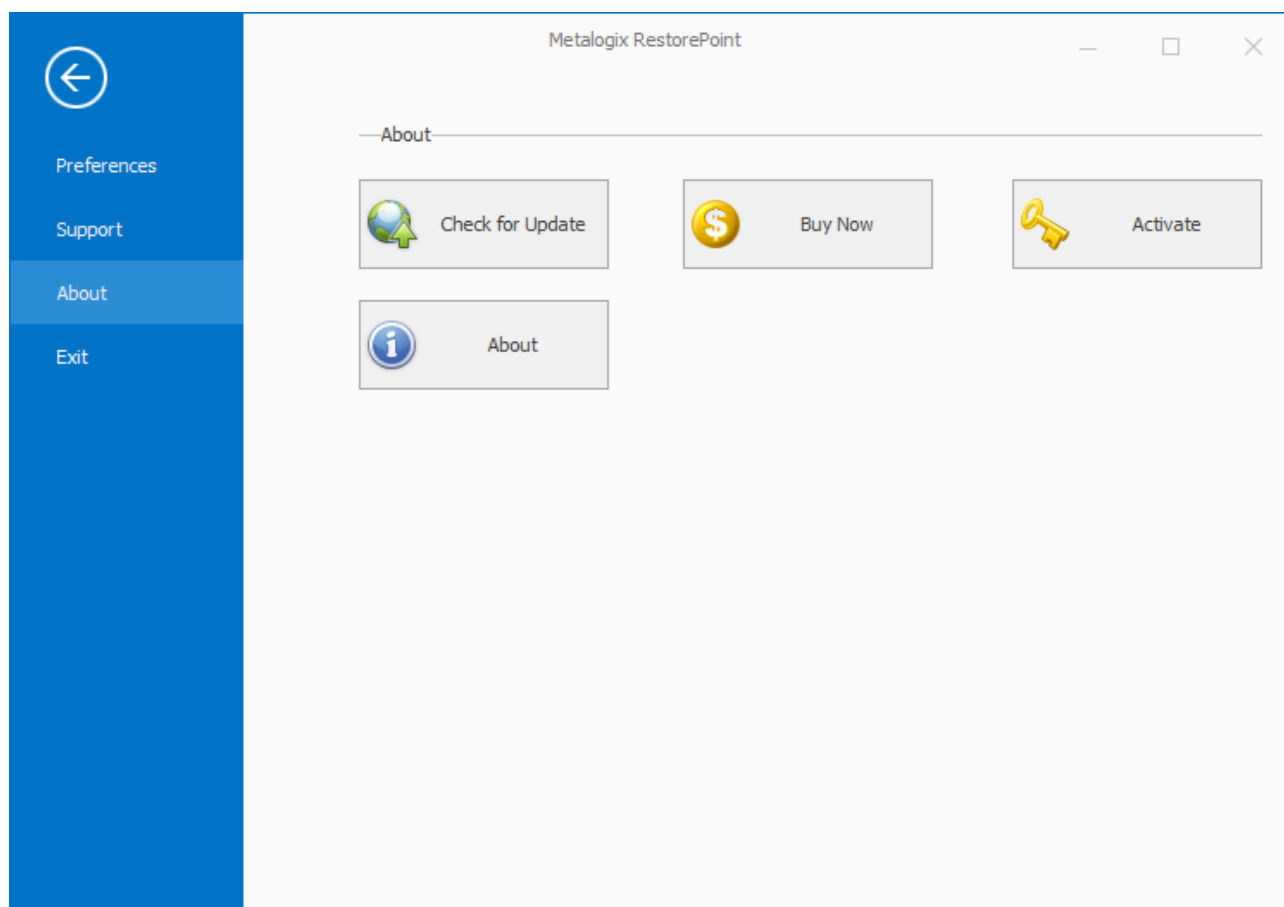 Metalogix RestorePoint
Preferences
Support
About
Exit
About
Check for Update
Buy Now
Activate
About